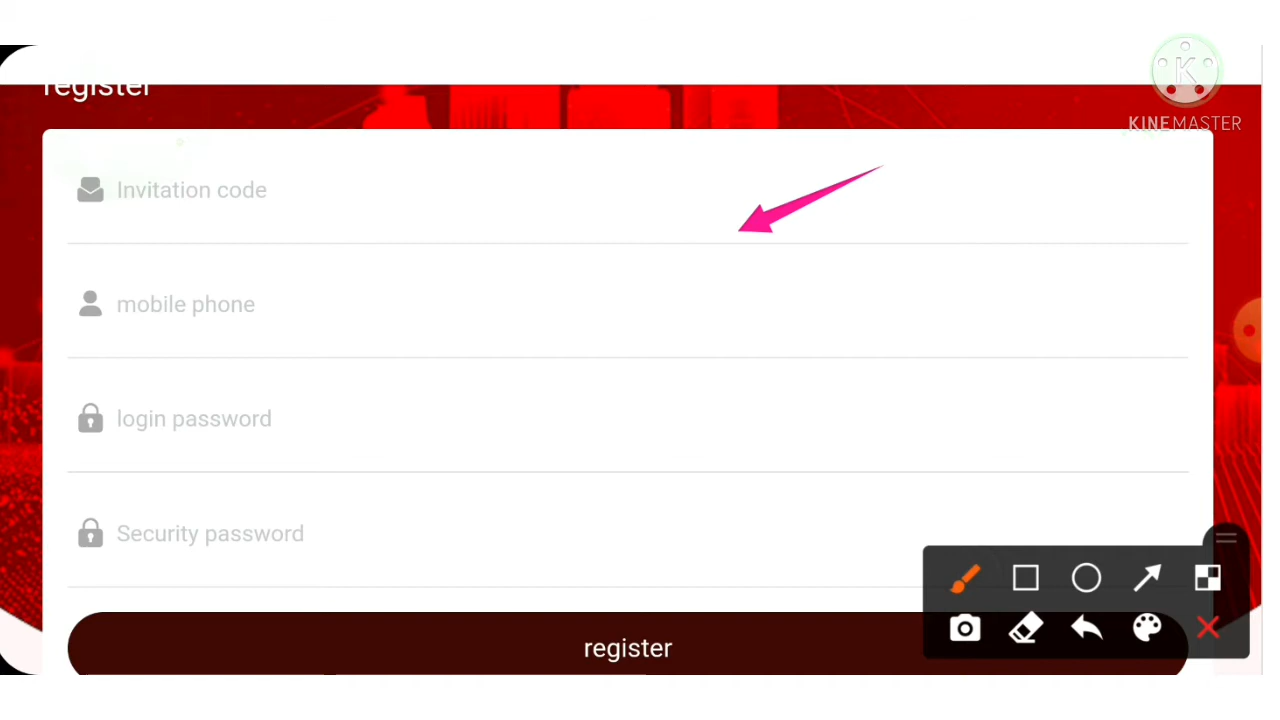 register
KINEMASTER
Invitation code
mobile phone
login password
Security password
register